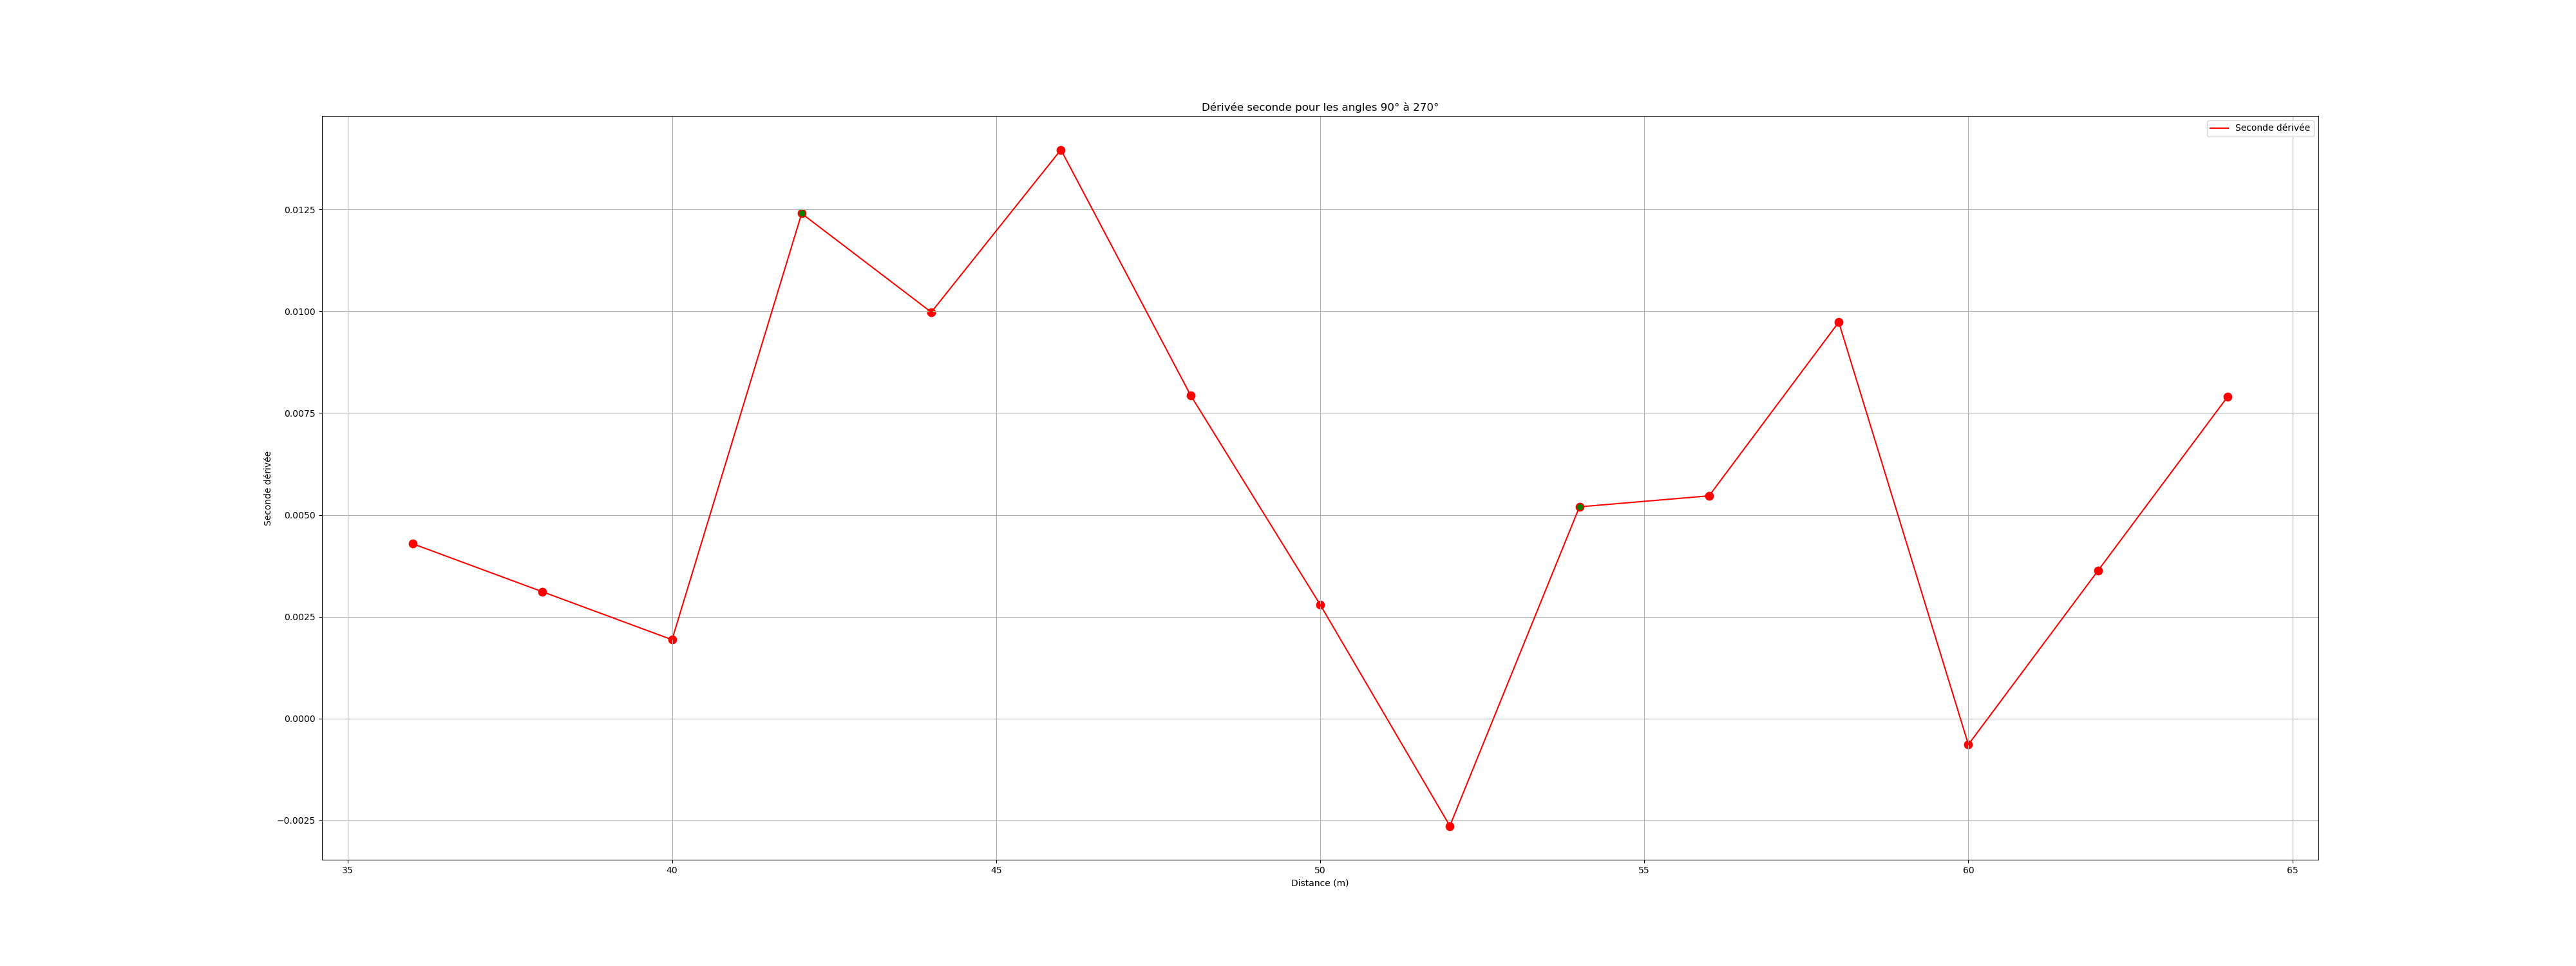 Dérivée seconde pour les angles 90° à 270°
Seconde dérivée
0.0125
0.0100
0.0075
0.0050
0.0025
0.0000
−0.0025
Seconde dérivée
35 40 45 50 55 60 65
Distance (m)